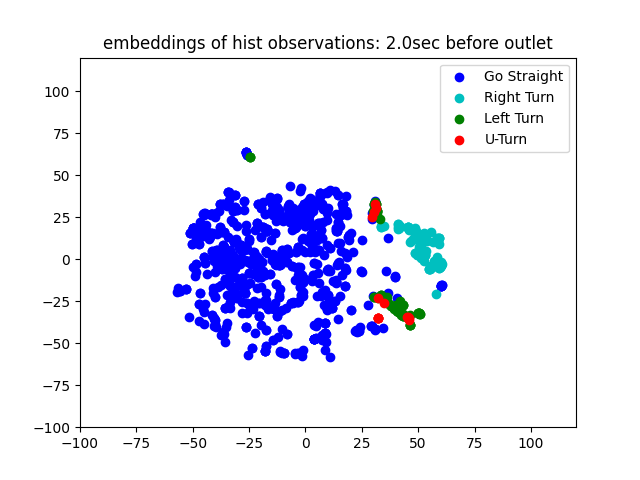 embeddings of hist observations: 2.0sec before outlet
Go Straight
Right Turn
Left Turn
U-Turn
100
75
50
25
0
−25
−50
−75
−100
−100 −75 −50 −25 0 25 50 75 100